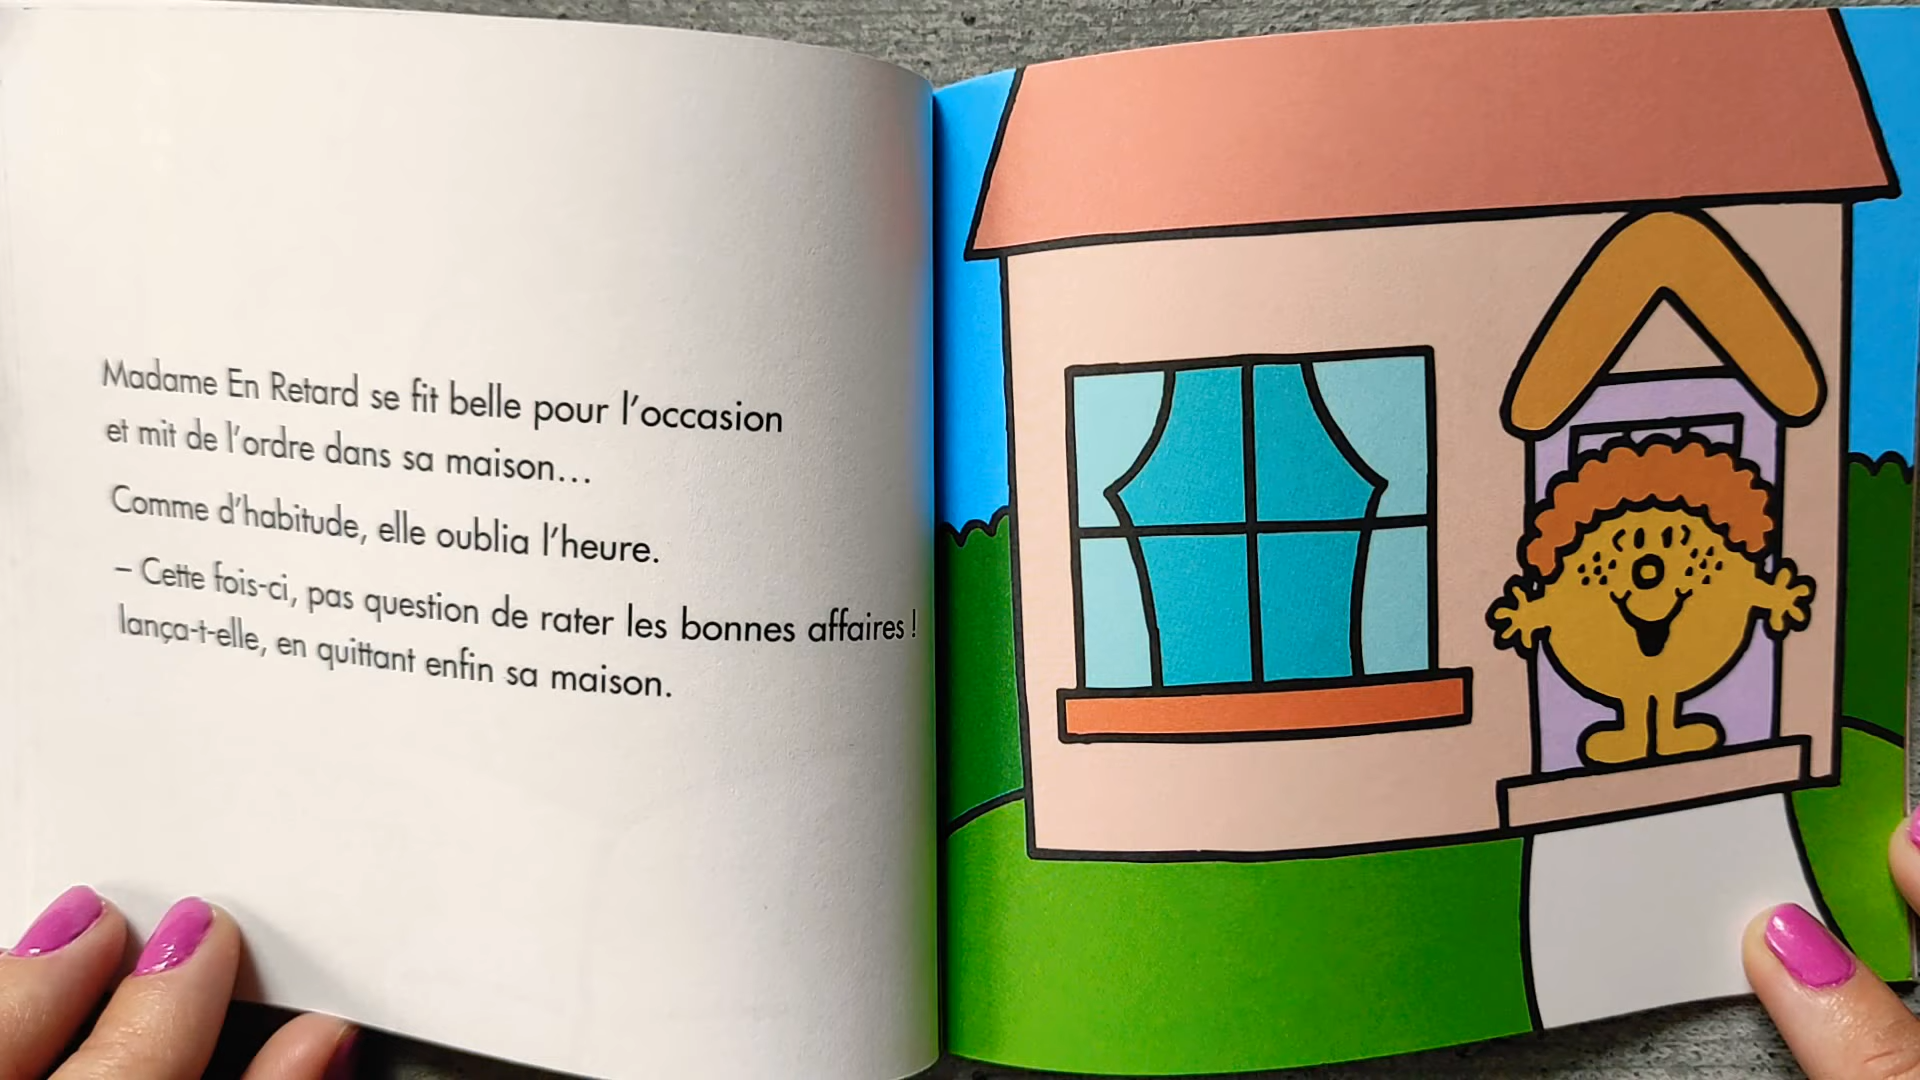 Madame En Retard se fit belle pour l'occasion
et mit de l'ordre dans sa maison...
Comme d'habitude, elle oublia l'heure.
– Cette fois-ci, pas question de rater les bonnes affaires !
lança-t-elle, en quittant enfin sa maison.